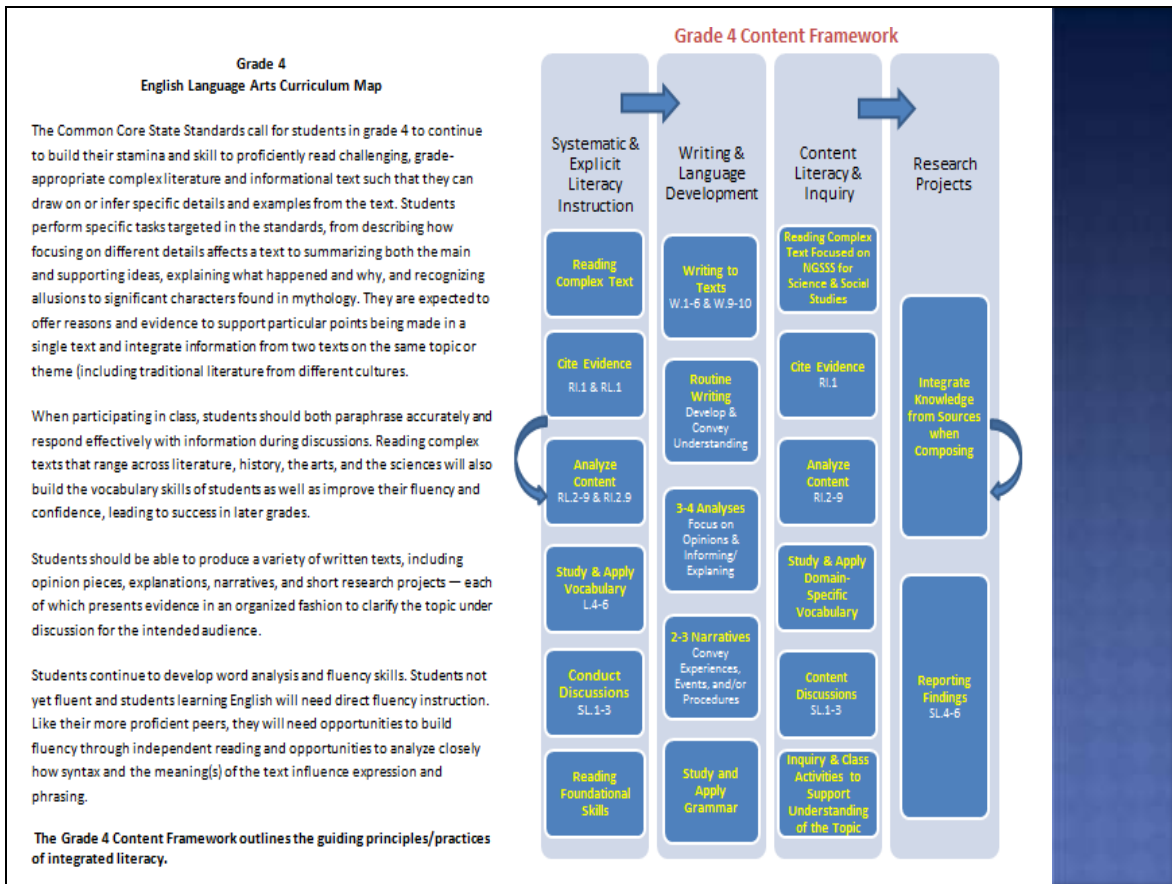 Grade 4
English Language Arts Curriculum Map
The Common Core State Standards call for students in grade 4 to continue
to build their stamina and skill to proficiently read challenging, grade-
appropriate complex literature and informational text such that they can
draw on or infer specific details and examples from the text. Students
perform specific tasks targeted in the standards, from describing how
focusing on different details affects a text to summarizing both the main
and supporting ideas, explaining what happened and why, and recognizing
allusions to significant characters found in mythology. They are expected to
offer reasons and evidence to support particular points being made in a
single text and integrate information from two texts on the same topic or
theme (including traditional literature from different cultures.
When participating in class, students should both paraphrase accurately and
respond effectively with information during discussions. Reading complex
texts that range across literature, history, the arts, and the sciences will also
build the vocabulary skills of students as well as improve their fluency and
confidence, leading to success in later grades.
Students should be able to produce a variety of written texts, including
opinion pieces, explanations, narratives, and short research projects — each
of which presents evidence in an organized fashion to clarify the topic under
discussion for the intended audience.
Students continue to develop word analysis and fluency skills. Students not
yet fluent and students learning English will need direct fluency instruction.
Like their more proficient peers, they will need opportunities to build
fluency through independent reading and opportunities to analyze closely
how syntax and the meaning(s) of the text influence expression and
phrasing.
The Grade 4 Content Framework outlines the guiding principles/practices
of integrated literacy.
Grade 4 Content Framework
Systematic &
Explicit
Literacy
Instruction
Reading
Complex Text
Cite Evidence
RI.1 & RL.1
Analyze
Content
RL.2-9 & RI.2.9
Study & Apply
Vocabulary
L.4-6
Conduct
Discussions
SL.1-3
Reading
Foundational
Skills
Writing &
Language
Development
Writing to
Texts
W.1-6 & W.9-10
Routine
Writing
Develop &
Convey
Understanding
3-4 Analyses
Focus on
Opinions &
Informing/
Explaning
2-3 Narratives
Convey
Experiences,
Events, and/or
Procedures
Study and
Apply
Grammar
Content
Literacy &
Inquiry
Reading Complex
Text Focused on
NGSSS for
Science & Social
Studies
Cite Evidence
RI.1
Analyze
Content
RI.2-9
Study & Apply
Domain-
Specific
Vocabulary
Content
Discussions
SL.1-3
Inquiry & Class
Activities to
Support
Understanding
of the Topic
Research
Projects
Integrate
Knowledge
from Sources
when
Composing
Reporting
Findings
SL.4-6